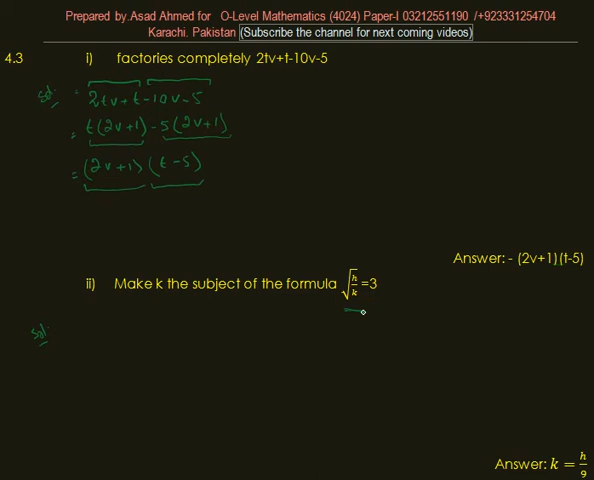 Prepared by.Asad Ahmed for O-Level Mathematics (4024) Paper-I 03212551190 /+923331254704
Karachi. Pakistan (Subscribe the channel for next coming videos)
4.3 i) factories completely 2tv+t-10v-5
Sol: = 2tv+t-10v-5
= t(2v+1)-5(2v+1)
= (2v+1)(t-5)
Answer: - (2v+1)(t-5)
ii) Make k the subject of the formula √(h/k)=3
Sol:
Answer: k = h/9